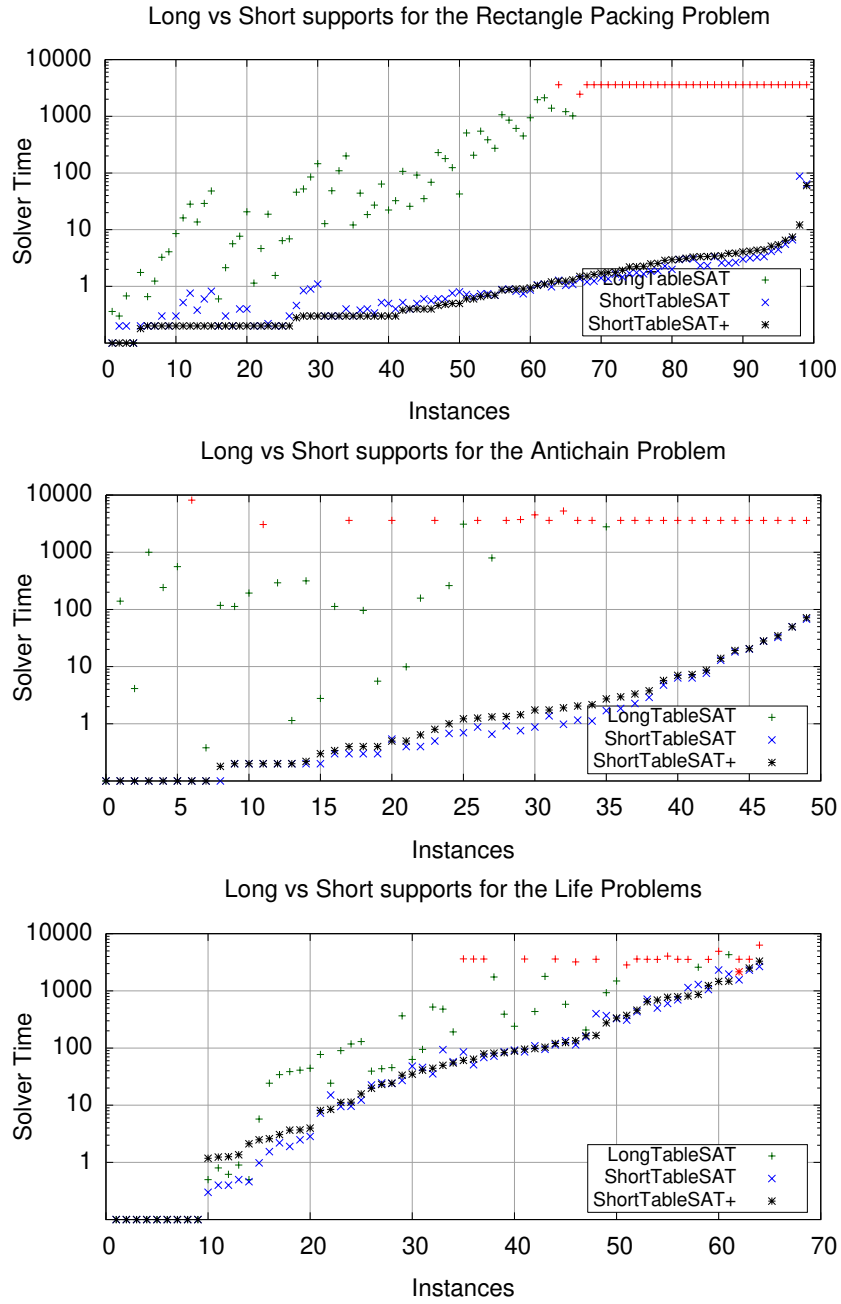 Long vs Short supports for the Rectangle Packing Problem
10000
1000
100
10
1
Solver Time
LongTableSAT
ShortTableSAT
ShortTableSAT+
0 10 20 30 40 50 60 70 80 90 100
Instances
Long vs Short supports for the Antichain Problem
10000
1000
100
10
1
Solver Time
LongTableSAT
ShortTableSAT
ShortTableSAT+
0 5 10 15 20 25 30 35 40 45 50
Instances
Long vs Short supports for the Life Problems
10000
1000
100
10
1
Solver Time
LongTableSAT
ShortTableSAT
ShortTableSAT+
0 10 20 30 40 50 60 70
Instances